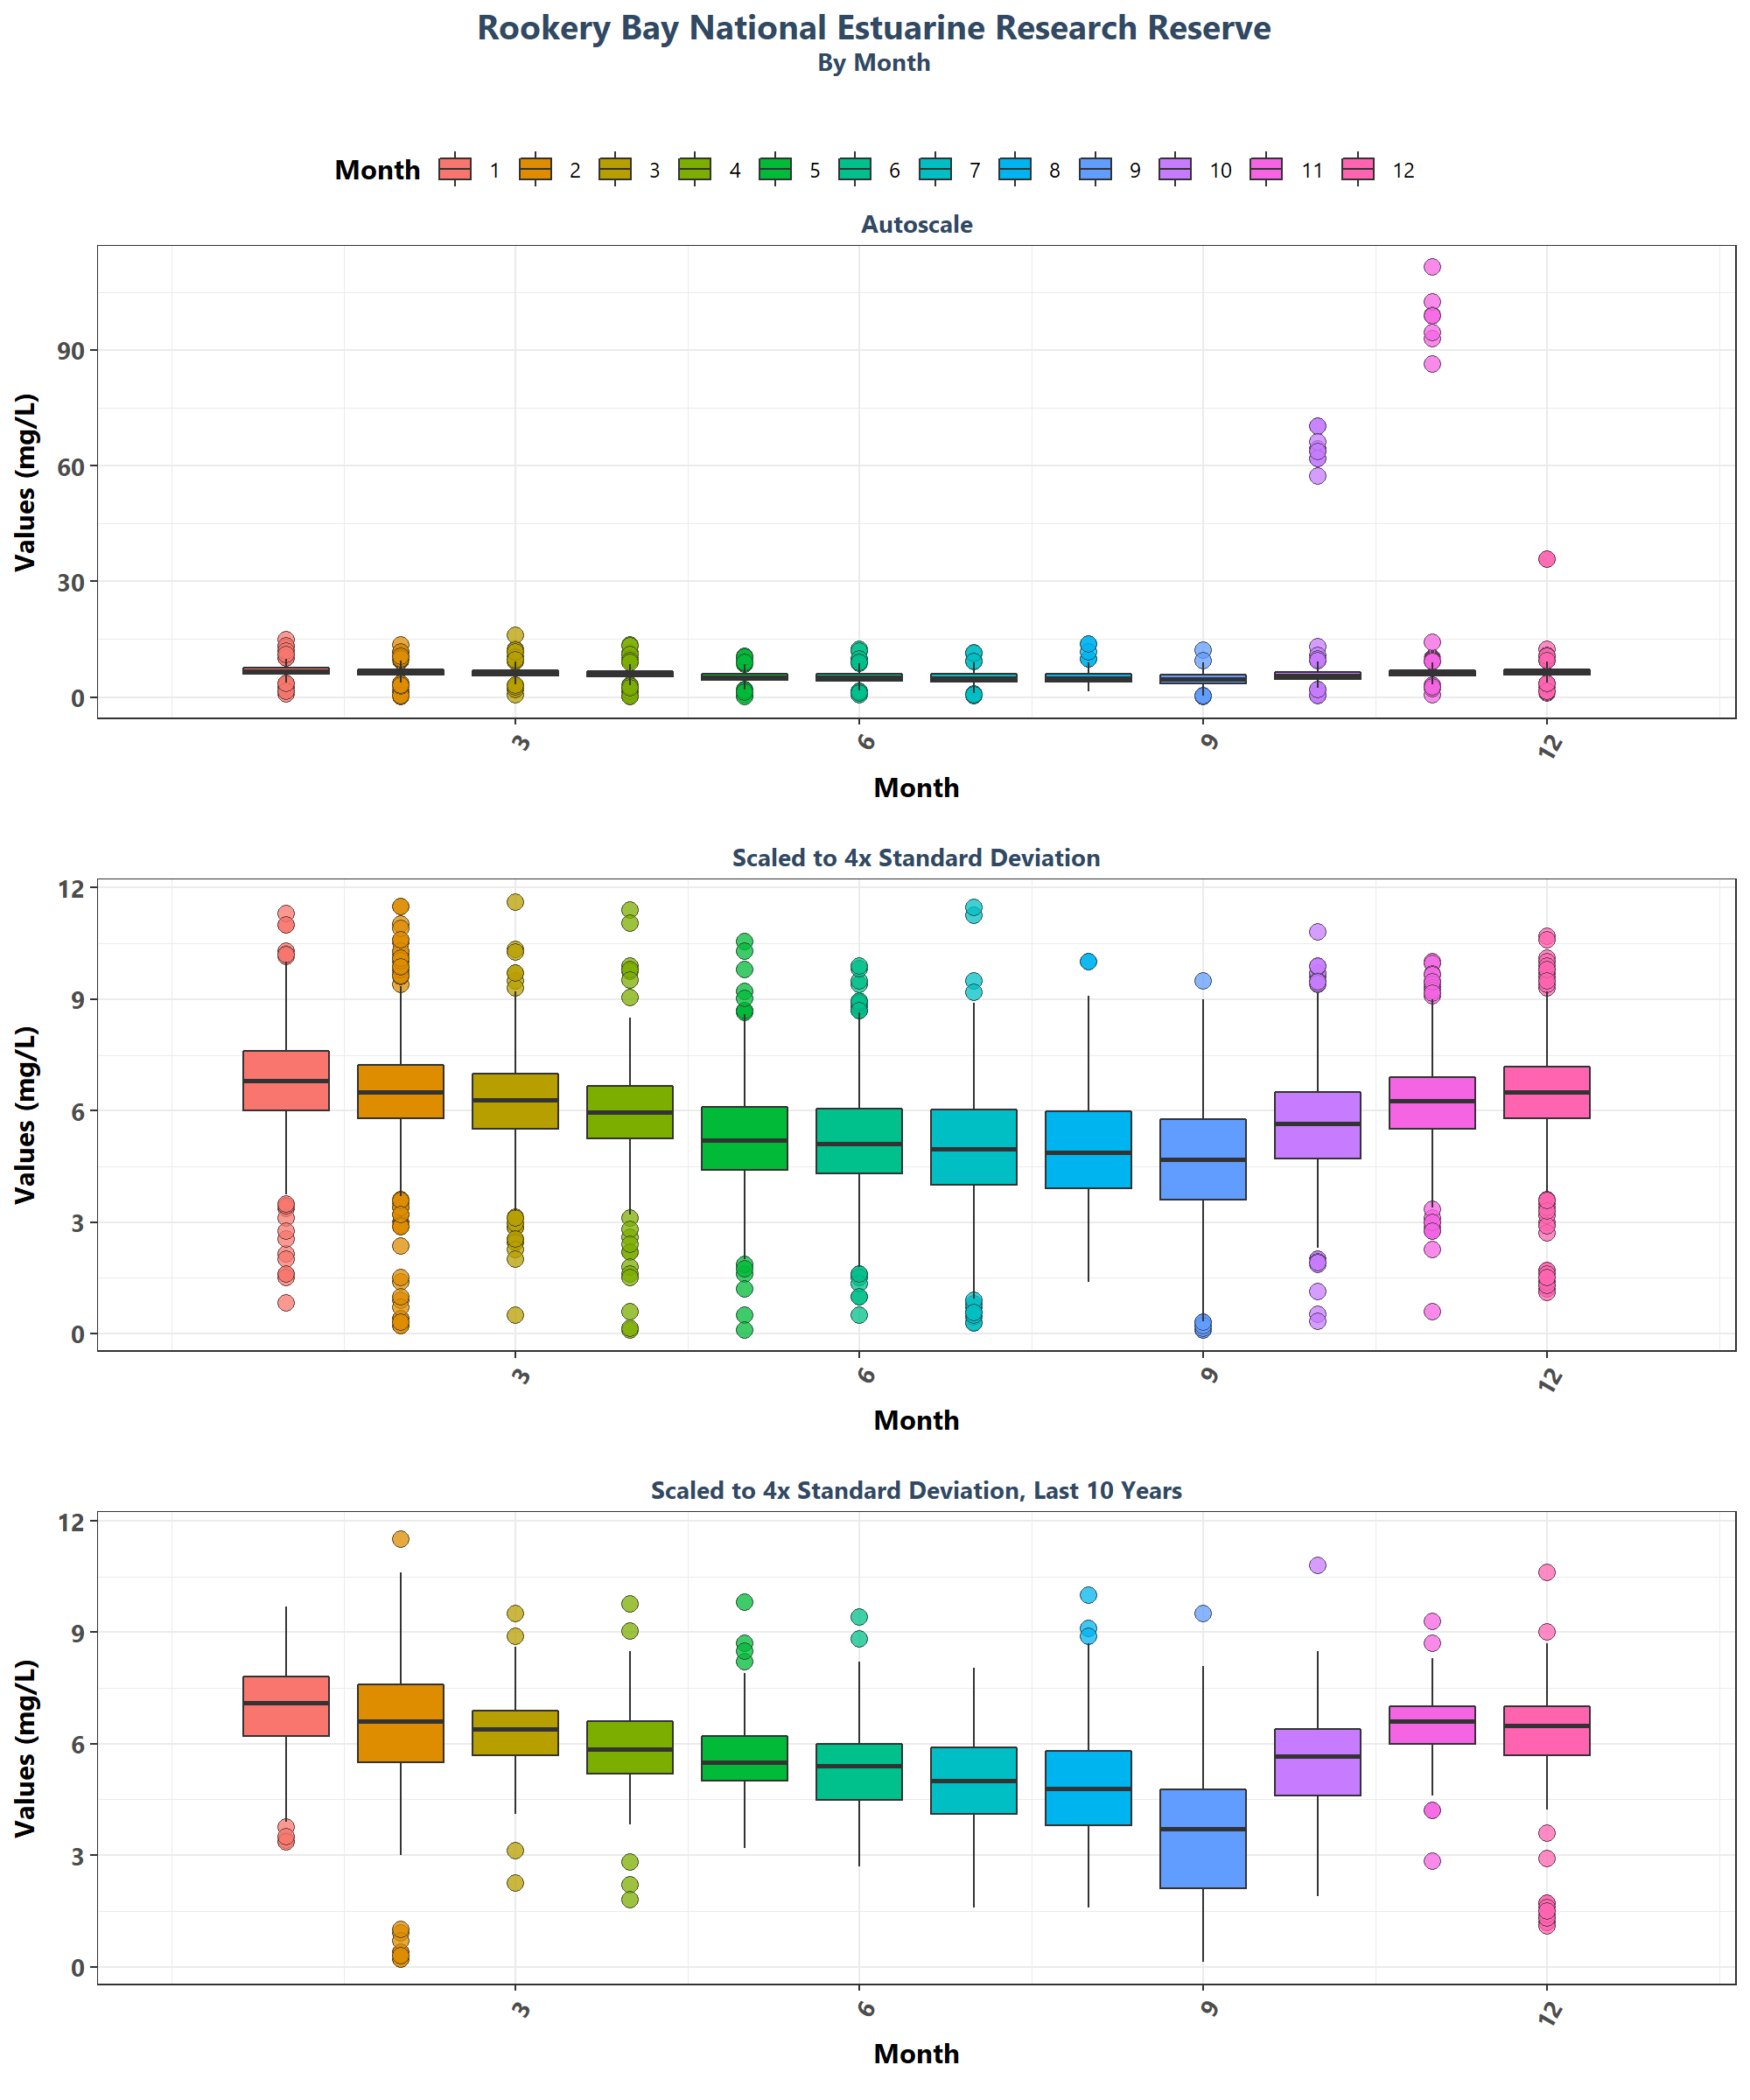 Rookery Bay National Estuarine Research Reserve
By Month
Month 1 2 3 4 5 6 7 8 9 10 11 12
Autoscale
Values (mg/L)
90
60
30
0
3 6 9 12
Month
Scaled to 4x Standard Deviation
Values (mg/L)
12
9
6
3
0
3 6 9 12
Month
Scaled to 4x Standard Deviation, Last 10 Years
Values (mg/L)
12
9
6
3
0
3 6 9 12
Month